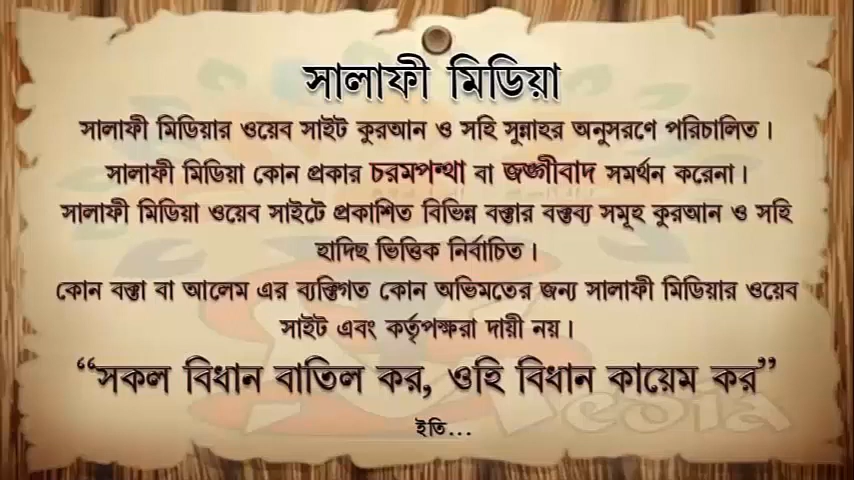 সালাফী মিডিয়া
সালাফী মিডিয়ার ওয়েব সাইট কুরআন ও সহি সুন্নাহর অনুসরণে পরিচালিত।
সালাফী মিডিয়া কোন প্রকার চরমপন্থা বা জঙ্গীবাদ সমর্থন করেনা।
সালাফী মিডিয়া ওয়েব সাইটে প্রকাশিত বিভিন্ন বক্তার বক্তব্য সমূহ কুরআন ও সহি
হাদিছ ভিত্তিক নির্বাচিত।
কোন বক্তা বা আলেম এর ব্যক্তিগত কোন অভিমতের জন্য সালাফী মিডিয়ার ওয়েব
সাইট এবং কর্তৃপক্ষরা দায়ী নয়।
“সকল বিধান বাতিল কর, ওহি বিধান কায়েম কর”
Media
ইতি...